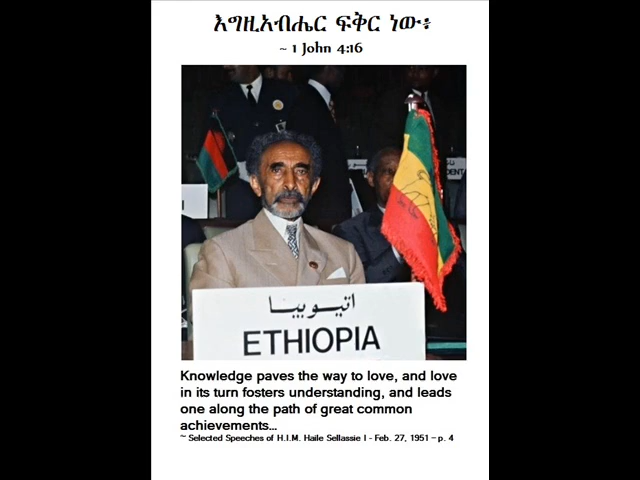 እግዚአብሔር ፍቅር ነው፥
~ 1 John 4:16
DENT
اتيوبيا
ETHIOPIA
Knowledge paves the way to love, and love
in its turn fosters understanding, and leads
one along the path of great common
achievements...
~ Selected Speeches of H.I.M. Haile Sellassie I - Feb. 27, 1951 – p. 4